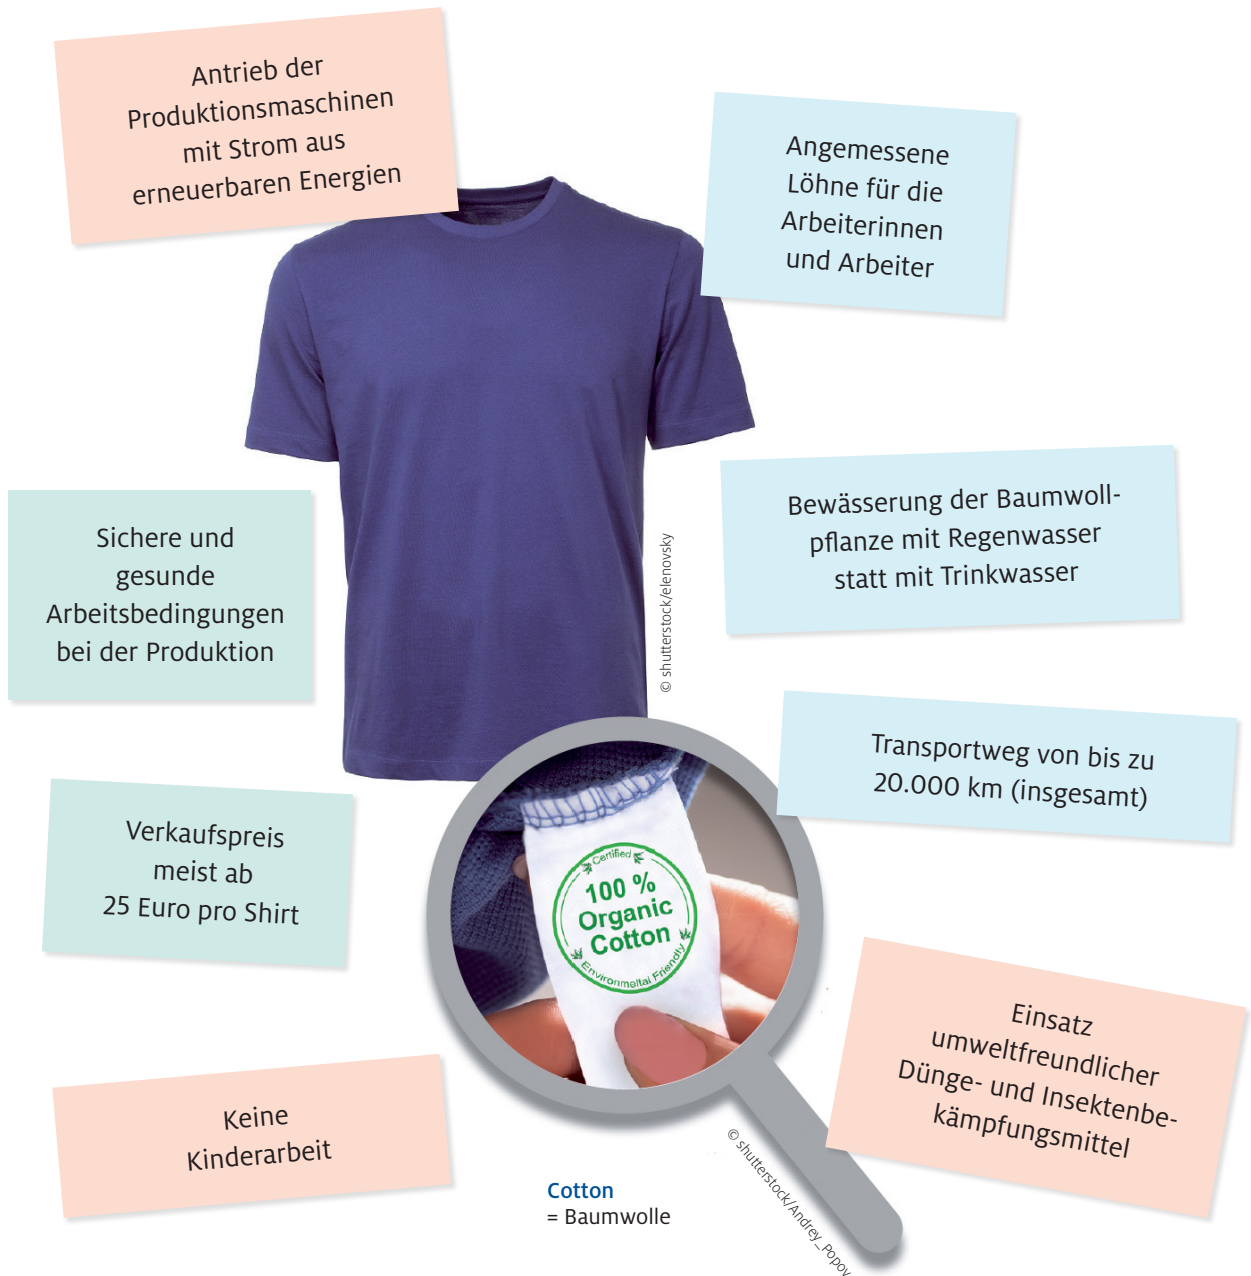 Antrieb der
Produktionsmaschinen
mit Strom aus
erneuerbaren Energien
Angemessene
Löhne für die
Arbeiterinnen
und Arbeiter
Sichere und
gesunde
Arbeitsbedingungen
bei der Produktion
Bewässerung der Baumwoll-
pflanze mit Regenwasser
statt mit Trinkwasser
© shutterstock/elenovsky
Transportweg von bis zu
20.000 km (insgesamt)
Verkaufspreis
meist ab
25 Euro pro Shirt
Certified
100 %
Organic
Cotton
Environmeltal Friendly
Einsatz
umweltfreundlicher
Dünge- und Insektenbe-
kämpfungsmittel
Keine
Kinderarbeit
Cotton
= Baumwolle
© shutterstock/Andrey_Popov